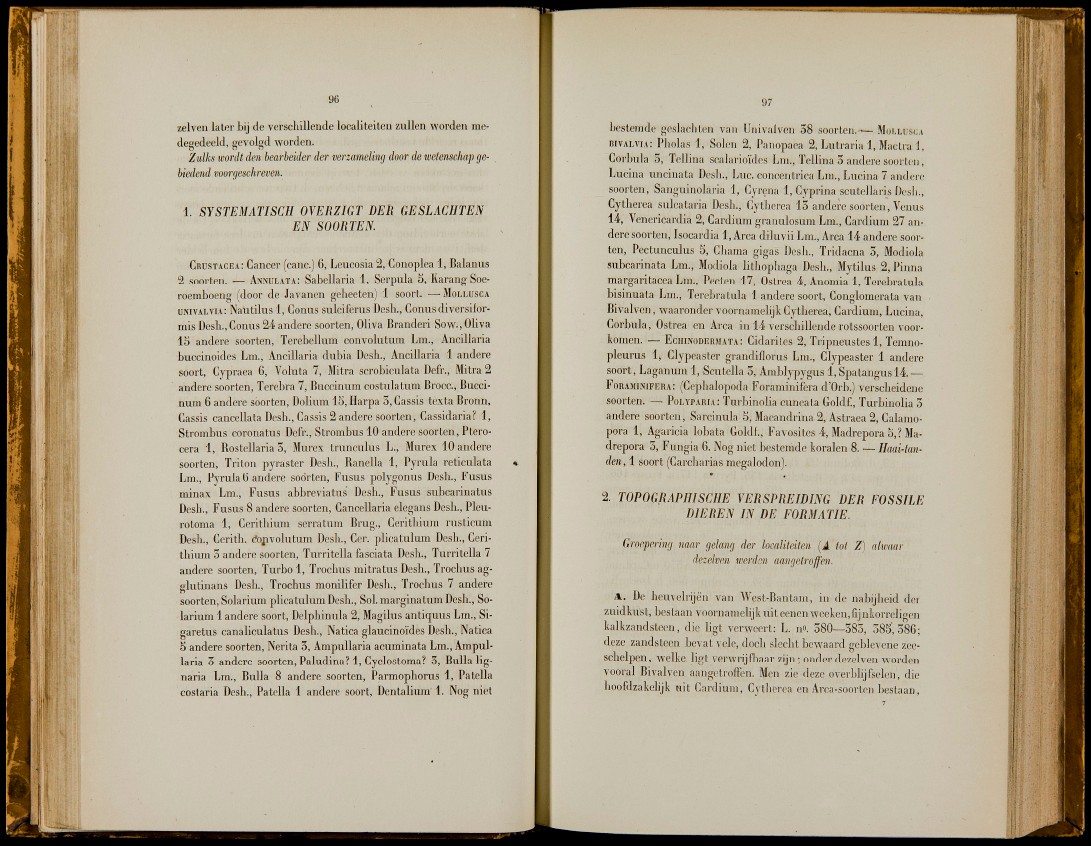 96
zelven later bij de verschillende localiteiten zullen worden me-
degedeeld, gevolgd worden.
Zulks wordt den bearbeider der verzameling door de wetenschap ge-
biedend voorgeschreven.
1. SYSTEMATISCH OVERZIGT DER GESLACHTEN
EN SOORTEN.
CRUSTACEA: Cancer (canc.) 6, Leucosia 2, Conoplea 1, Balanus
2 soorten. — ANNULATA: Sabellaria 1. Serpula 5, Karang Soe-
roemboeng (door de Javanen geheeten) 1 soort. — MOLLUSCA
UNIVALVIA: Nautilus 1, Conus sulciferus Desh., Conus diversifor-
mis Desh., Conus 24 andere soorten, Oliva Branderi Sow., Oliva
15 andere soorten, Terebellum convolutum Lm., Ancillaria
buccinoides Lm., Ancillaria dubia Desh., Ancillaria 1 andere
soort, Cypraea 6, Voluta 7, Mitra scrobiculata Defr., Mitra 2
andere soorten, Terebra 7, Buccinum costulatum Brocc., Bucci-
num 6 andere soorten, Dolium 15, Harpa 3, Cassis texta Bronn,
Cassis cancellata Desh., Cassis 2 andere soorten, Cassidaria? 1,
Strombus coronatus Defr., Strombus 10 andere soorten, Ptero-
cera 1, Rostellaria 3, Murex trunculus L., Murex 10 andere
soorten, Triton pyraster Desh., Ranella 1, Pyrula reticulata
Lm., Pyrula 6 andere soorten, Fusus polygonus Desh., Fusus
minax Lm., Fusus abbreviatus Desh., Fusus subcarinatus
Desh., Fusus 8 andere soorten, Cancellaria elegans Desh., Pleu-
rotoma 1, Cerithium serratum Brug., Cerithium rusticum
Desh., Cerith. convolutum Desh., Cer. plicatulum Desh., Ceri-
thium 3 andere soorten, Turritella fasciata Desh., Turritella 7
andere soorten, Turbo 1, Trochus mitratus Desh., Trochus ag-
glutinans Desh., Trochus monilifer Desh., Trochus 7 andere
soorten, Solarium plicatulum Desh., Sol. marginatum Desh., So-
larium 1 andere soort, Delphinula 2, Magilus antiquus Lm., Si-
garetus canaliculatus Desh., Natica glaucinoïdes Desh., Natica
5 andere soorten, Nerita 3, Ampullaria acuminata Lm., Ampul-
laria 3 andere soorten, Paludina? 1, Cyclostoma? 3, Bulla lig-
naria Lm., Bulla 8 andere soorten, Parmophorus 1, Patella
costaria Desh., Patella 1 andere soort, Dentalium 1. Nog niet
97
bestemde geslachten van Univalven 38 soorten. — MOLLUSCA
BIVALVIA: Pholas 1, Solen 2, Panopaea 2, Lutraria 1, Mactra 1,
Corbula 3, Tellina scalarioïdes Lm., Tellina 3 andere soorten,
Lucina uncinata Desh., Luc. concentrica Lm., Lucina 7 andere
soorten, Sanguinolaria 1, Cyrena 1, Cyprina scutellaris Desh.,
Cytherea sulcataria Desh., Cytherea 13 andere soorten, Venus
14, Venericardia 2, Cardium granulosum Lm., Cardium 27 an-
dere soorten, Isocardia 1, Arca diluvii Lm., Arca 14 andere soor-
ten, Pectunculus 5, Chama gigas Desh., Tridacna 3, Modiola
subcarinata Lm., Modiola lithophaga Desh., Mytilus 2, Pinna
margaritacea Lm., Pecten 17, Ostrea 4, Anomia 1, Terebratula
bisinuata Lm., Terebratula 1 andere soort, Conglomerata van
Bivalven, waaronder voornamelijk Cytherea, Cardium, Lucina,
Corbula, Ostrea en Arca in 14 verschillende rotssoorten voor-
komen. — ECHINODERMATA: Cidarites 2, Tripneustes 1, Temno-
pleurus 1, Clypeaster grandiflorus Lm., Clypeaster 1 andere
soort, Laganum 1, Scutella 3, Amblypygus 1, Spatangus 14. —
FORAMINIFERA: (Cephalopoda Foraminifera d'Orb.) verscheidene
soorten. — POLYPARIA: Turbinolia cuneata Goldf., Turbinolia 3
andere soorten, Sarcinula 5, Maeandrina 2, Astraea 2, Calamo-
pora 1, Agaricia lobata Goldf., Favosites 4, Madrepora 5,? Ma-
drepora 3, Fungia 6. Nog niet bestemde koralen 8. — Haai-tan-
den, 1 soort (Carcharias megalodon).
2. TOPOGRAPHISCHE VERSPREIDING DER FOSSILE
DIEREN IN DE FORMATIE.
Groepering naar gelang der localiteiten (A tot Z) alwaar
dezelven werden aangetroffen.
A. De heuvelrijën van West-Bantam, in de nabijheid der
zuidkust, bestaan voornamelijk uit eenen weeken, fijnkorreligen
kalkzandsteen, die ligt verweert: L. nº. 380—383, 385, 386;
deze zandsteen bevat vele, doch slecht bewaard geblevene zee-
schelpen, welke ligt verwrijfbaar zijn; onder dezelven worden
vooral Bivalven aangetroffen. Men zie deze overblijfselen, die
hoofdzakelijk uit Cardium, Cytherea en Arca-soorten bestaan,
7